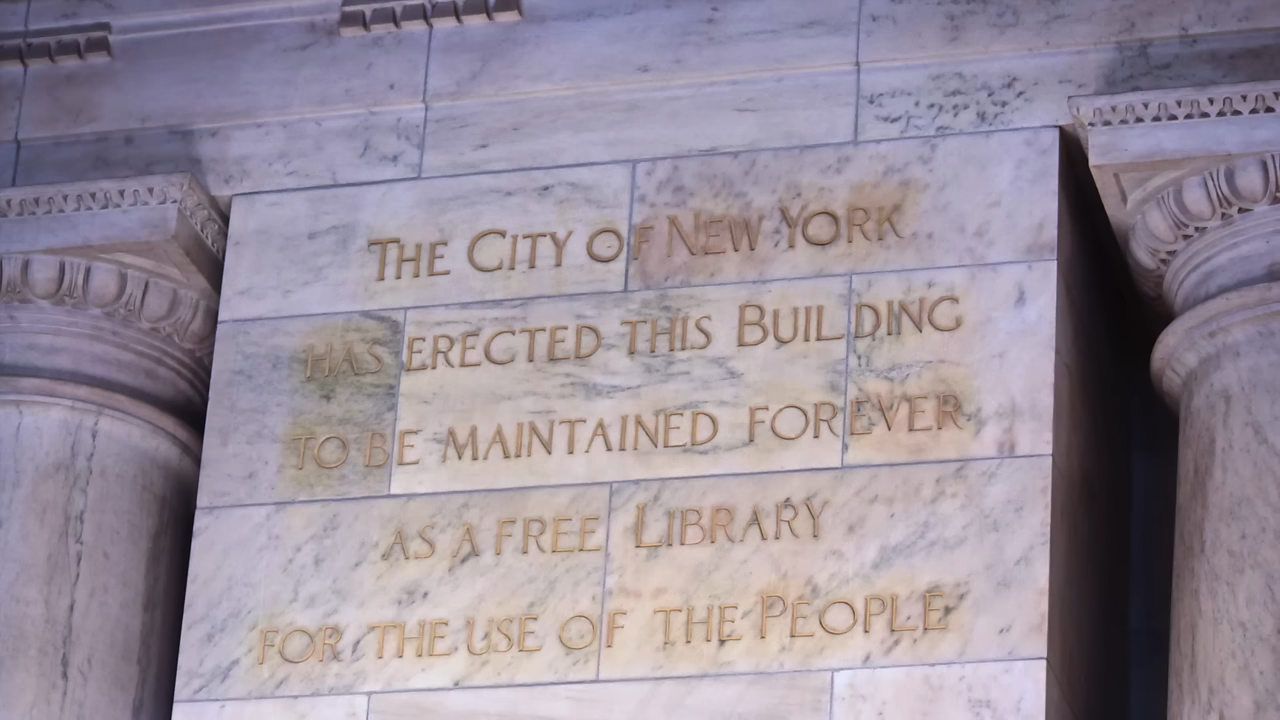 THE CITY OF NEW YORK
HAS ERECTED THIS BUILDING
TO BE MAINTAINED FOREVER
AS A FREE LIBRARY
FOR THE USE OF THE PEOPLE